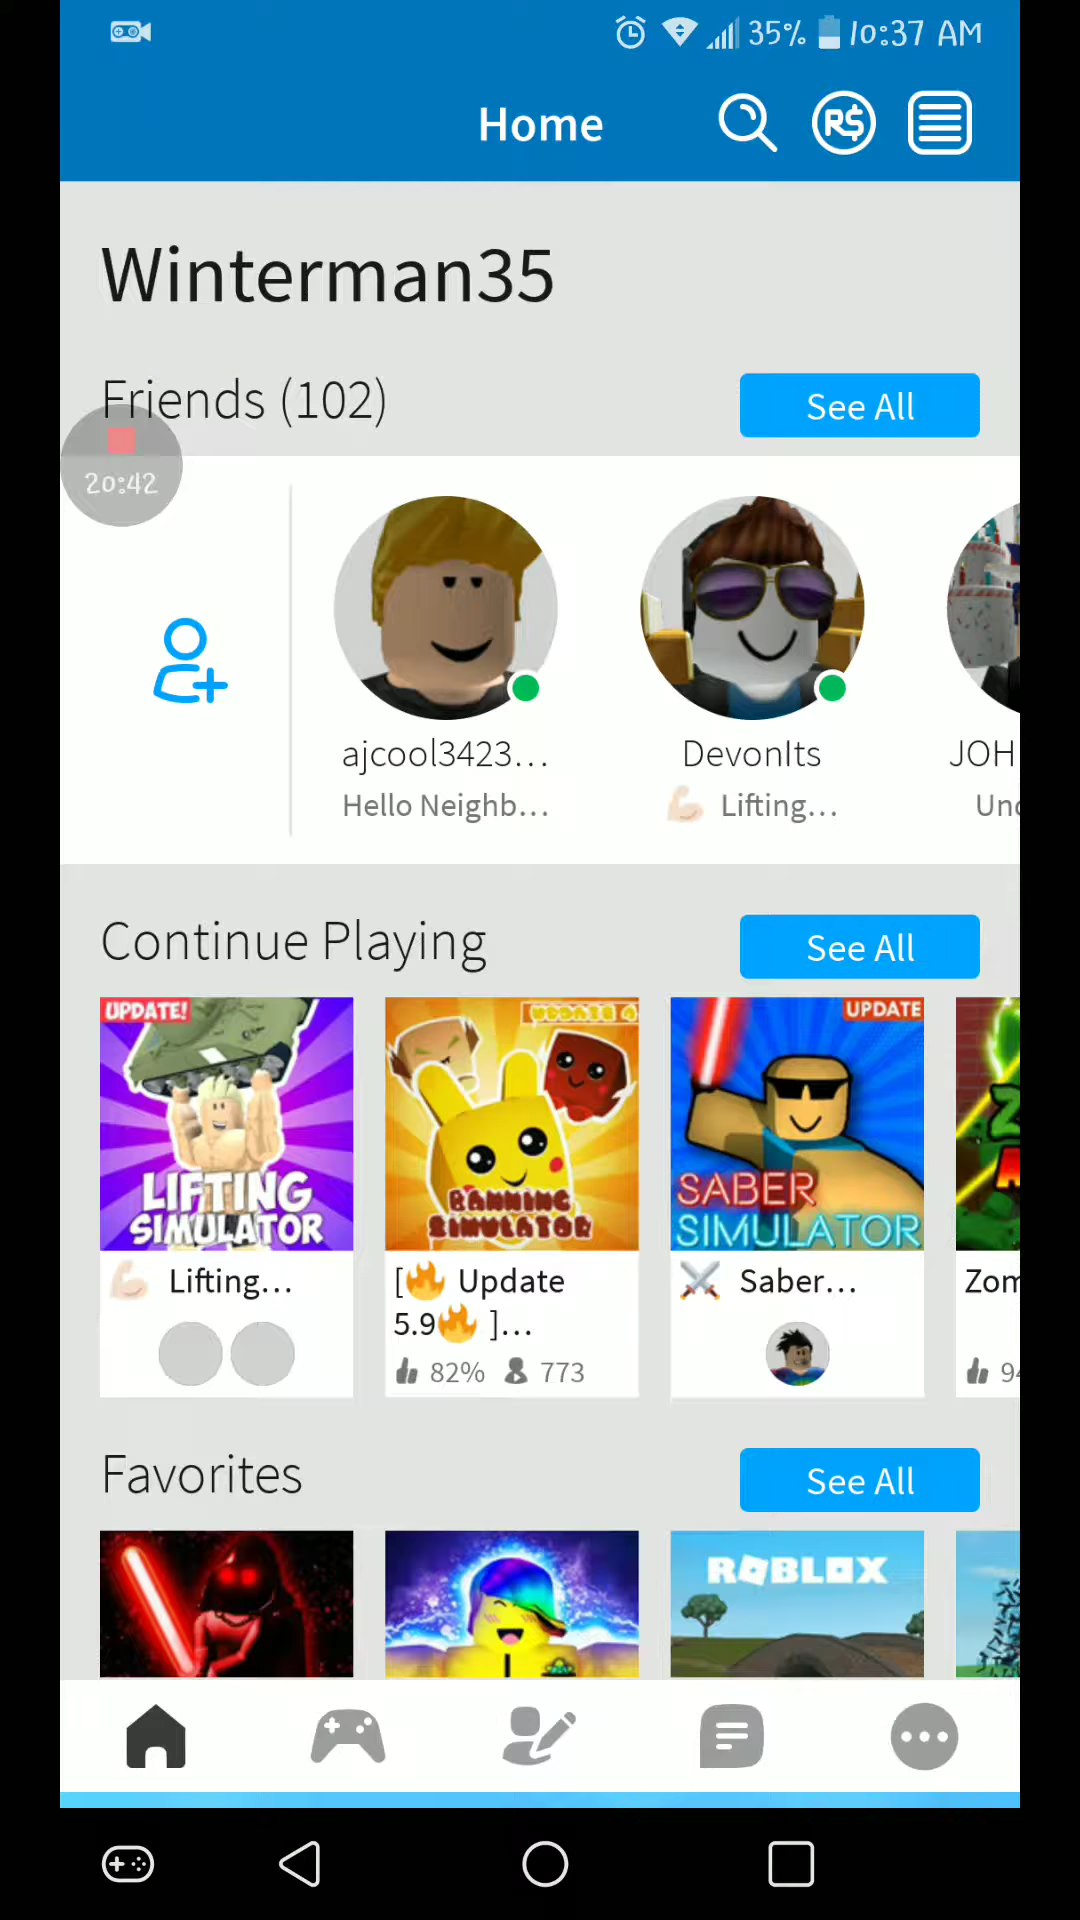 35% 10:37 AM
Home
R$
Winterman35
Friends (102)
See All
20:42
ajcool3423...
DevonIts
JOH
Hello Neighb...
Lifting...
Unc
Continue Playing
See All
UPDATE!
LIFTING
SIMULATOR
UPDATE 4
BANNING
SIMULATOR
UPDATE
SABER
SIMULATOR
Lifting...
[🔥 Update
5.9🔥 ]...
82% 773
Saber...
Zom
94
Favorites
See All
ROBLOX